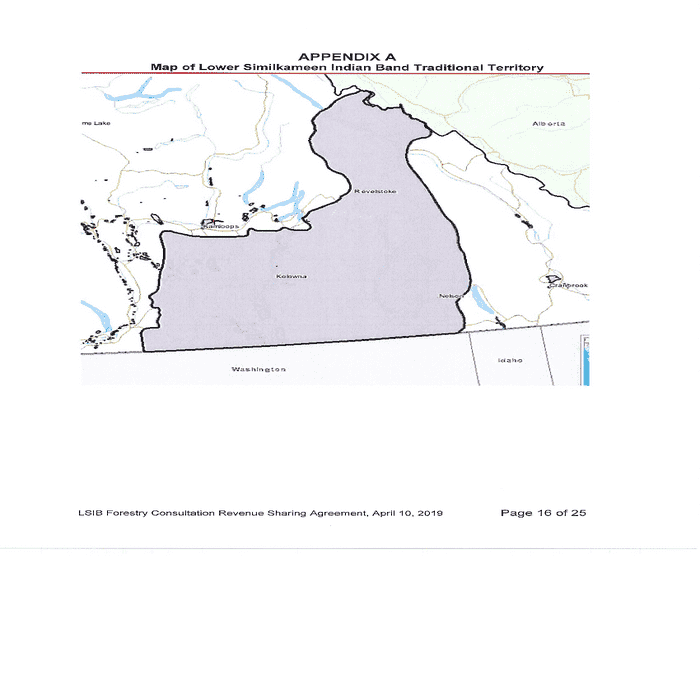 APPENDIX A
Map of Lower Similkameen Indian Band Traditional Territory
ms Lake
Alberta
Revelstoke
Kamloops
Kelowna
Cranbrook
Nelson
Idaho
Washington
LSIB Forestry Consultation Revenue Sharing Agreement, April 10, 2019
Page 16 of 25